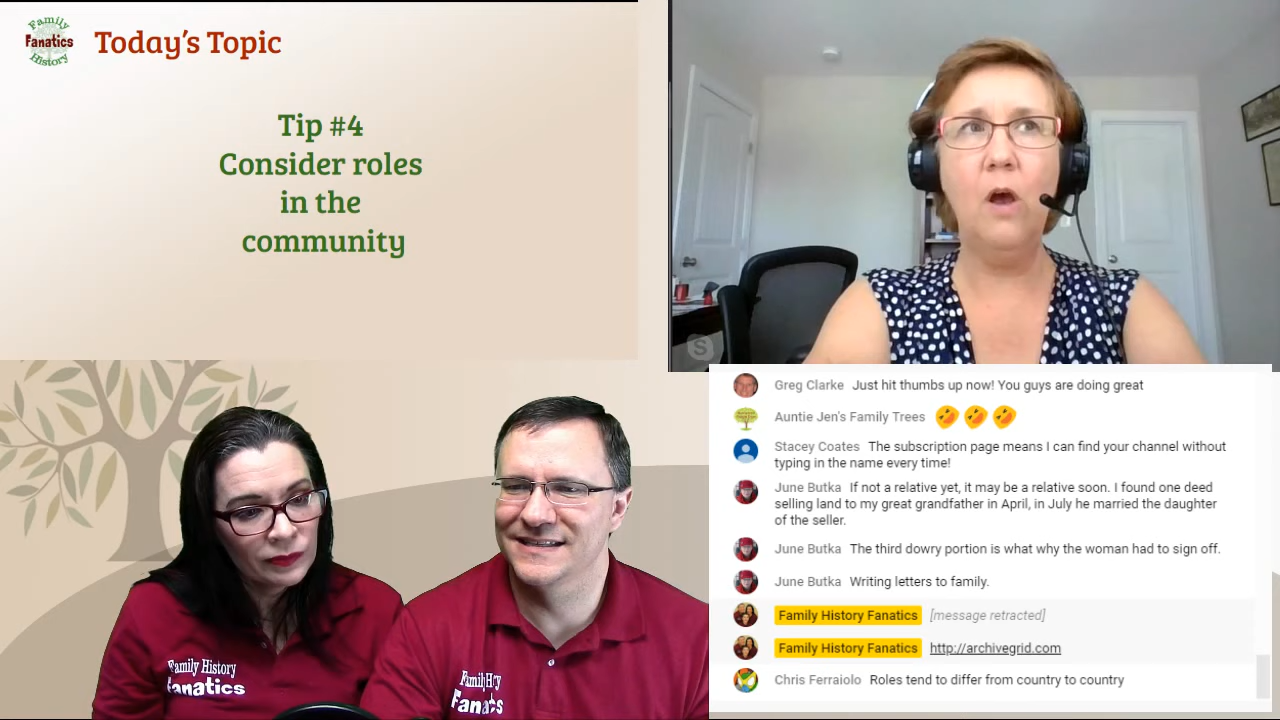 Family
Fanatics
History
Today's Topic
Tip #4
Consider roles
in the
community
S
Greg Clarke Just hit thumbs up now! You guys are doing great
Auntie Jen's Family Trees
Stacey Coates The subscription page means I can find your channel without
typing in the name every time!
June Butka If not a relative yet, it may be a relative soon. I found one deed
selling land to my great grandfather in April, in July he married the daughter
of the seller.
June Butka The third dowry portion is what why the woman had to sign off.
June Butka Writing letters to family.
Family History Fanatics [message retracted]
Family History Fanatics http://archivegrid.com
Chris Ferraiolo Roles tend to differ from country to country
Family History
Fanatics
Family
Fanatics